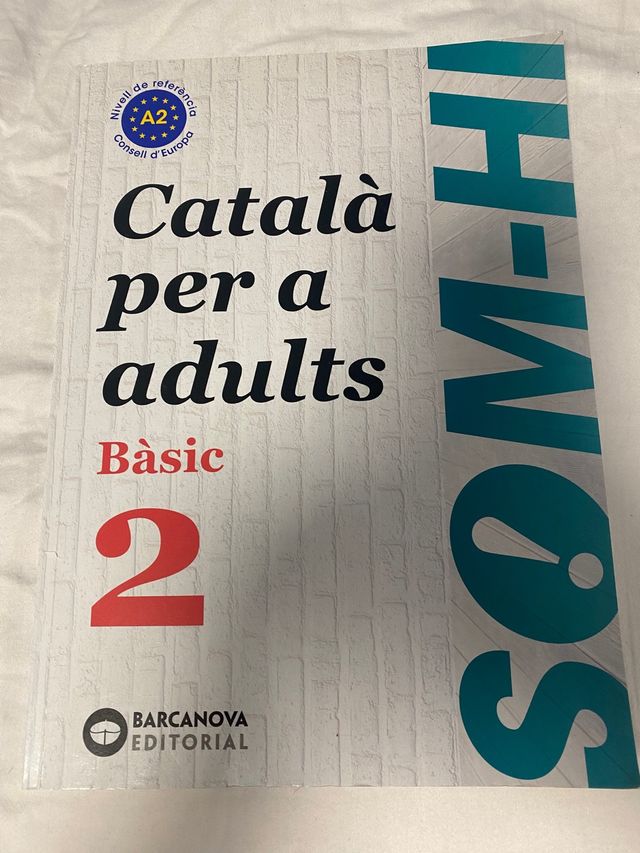 Nivell de referència
A2
Consell d'Europa
Català
per a
adults
Bàsic
2
BARCANOVA
EDITORIAL
SOM-HI